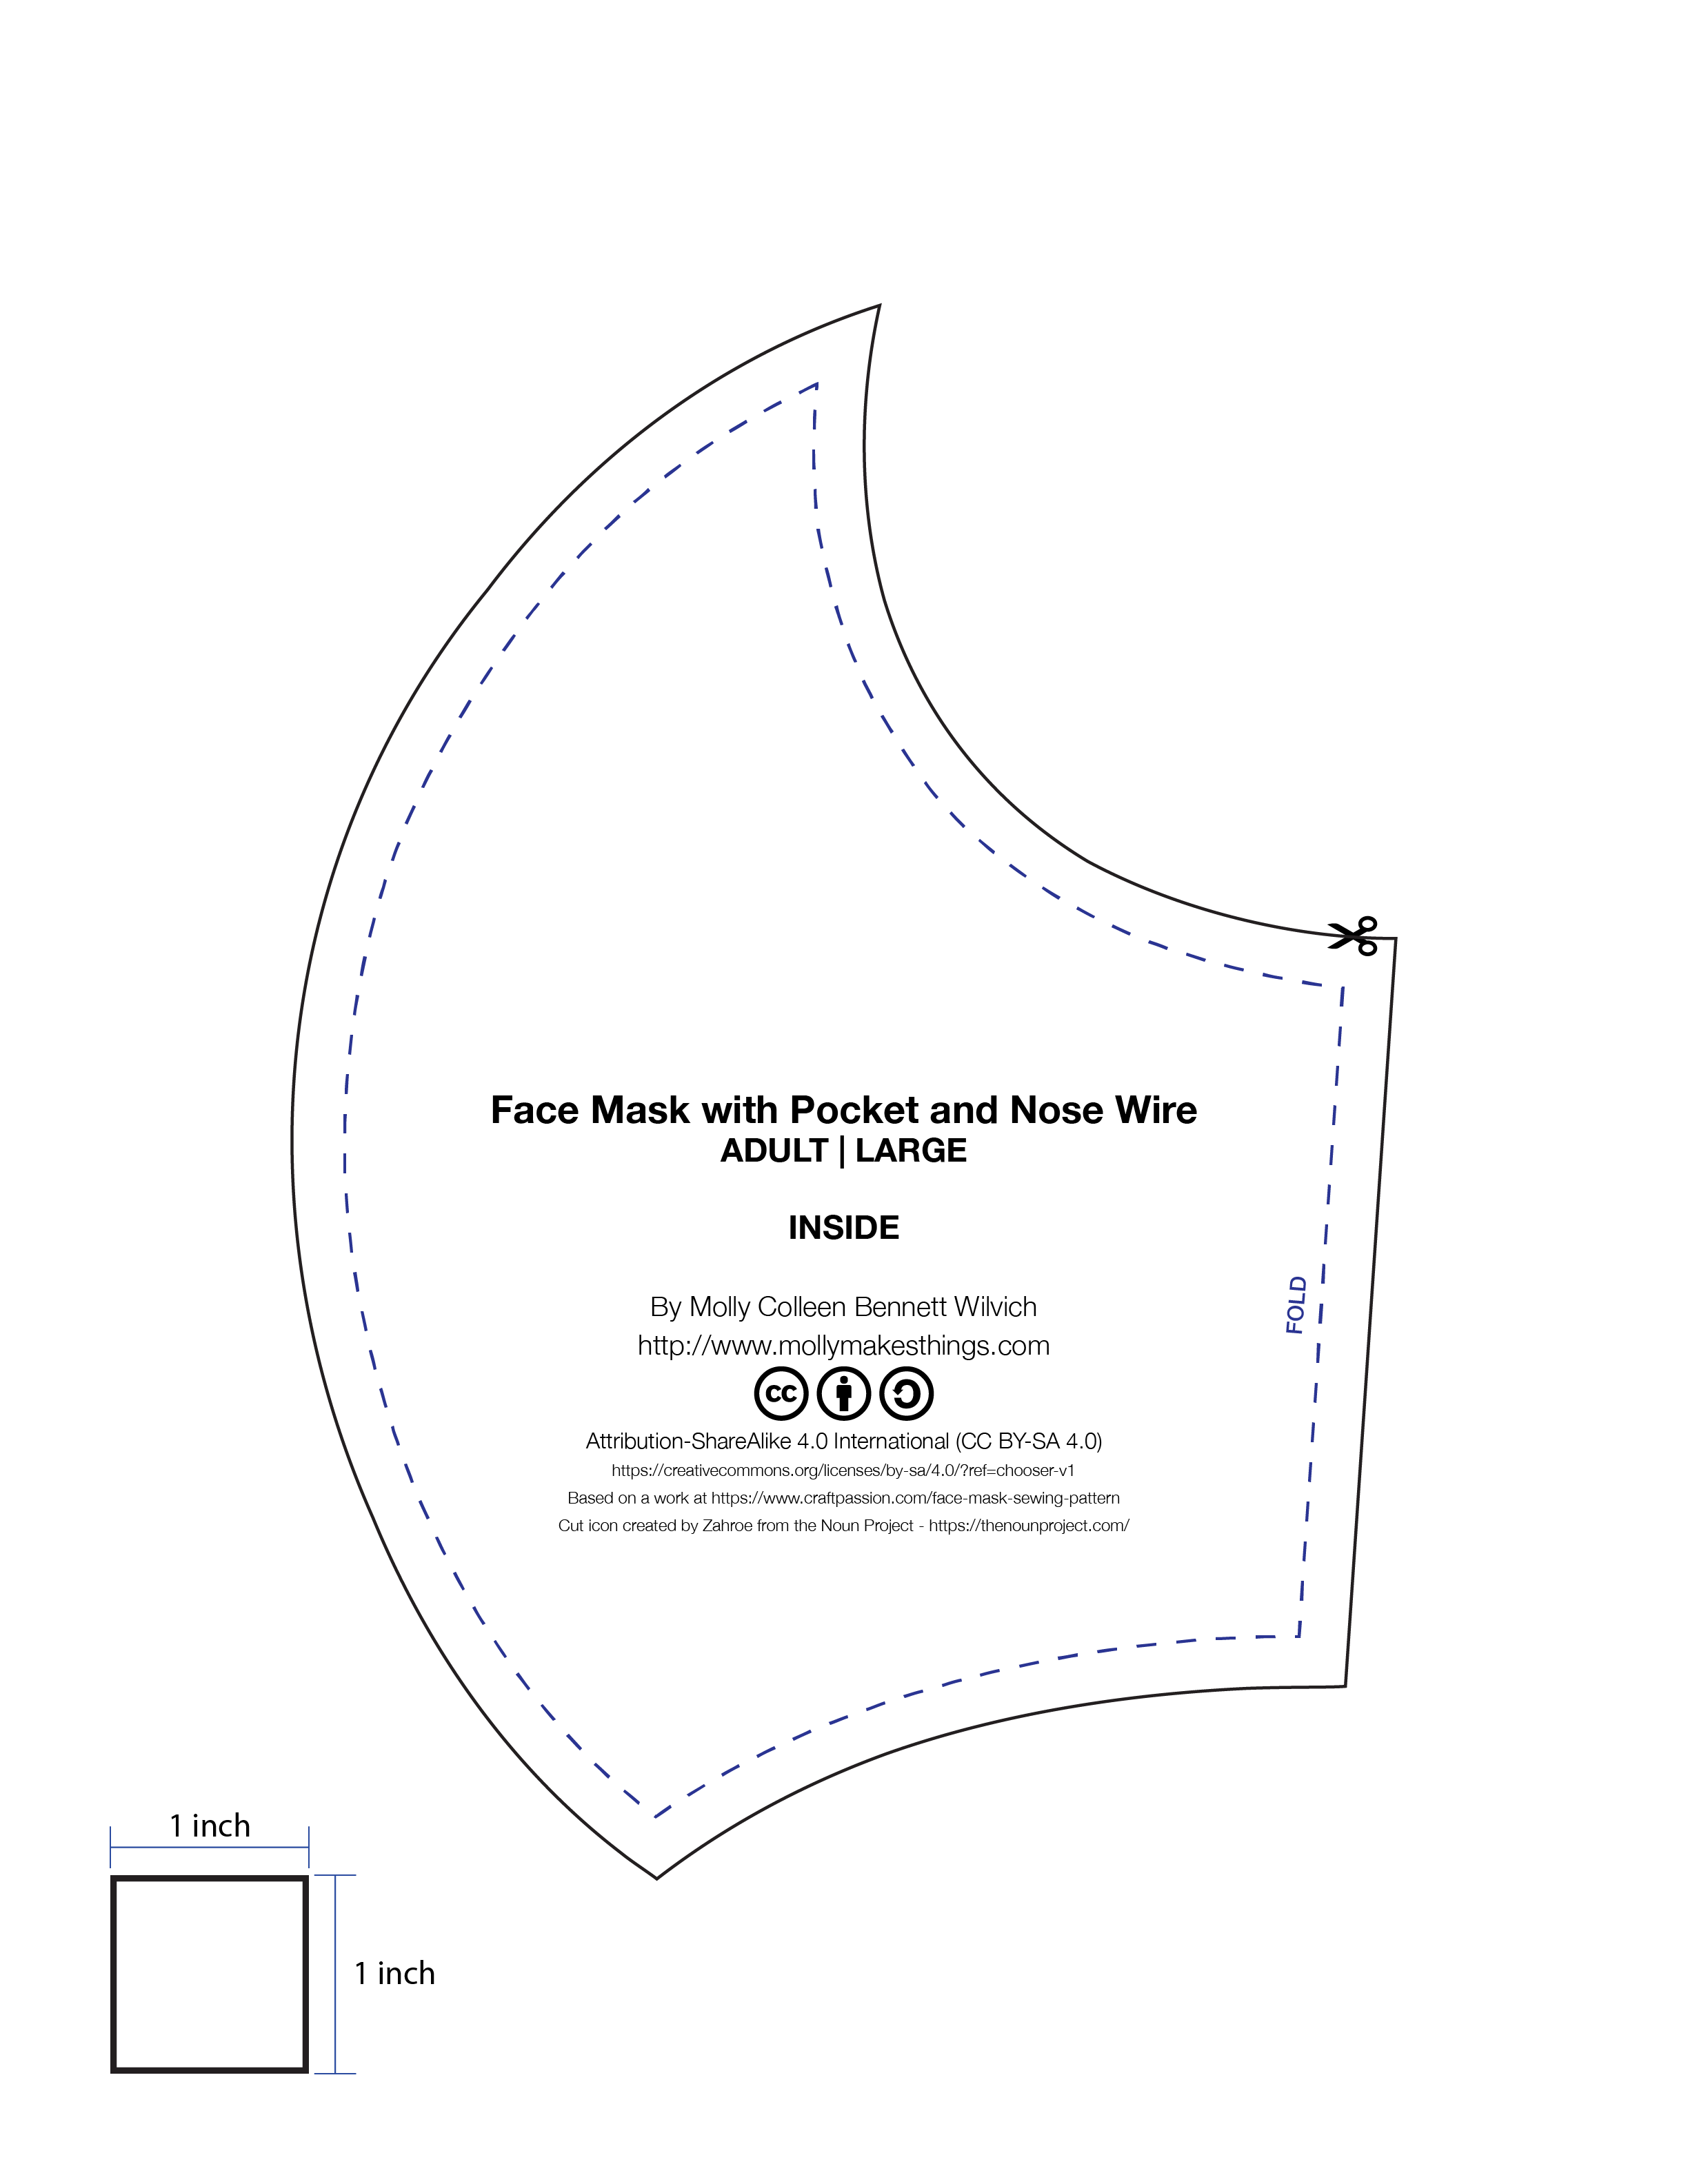 Face Mask with Pocket and Nose Wire
ADULT | LARGE
INSIDE
FOLD
By Molly Colleen Bennett Wilvich
http://www.mollymakesthings.com
cc
Attribution-ShareAlike 4.0 International (CC BY-SA 4.0)
https://creativecommons.org/licenses/by-sa/4.0/?ref=chooser-v1
Based on a work at https://www.craftpassion.com/face-mask-sewing-pattern
Cut icon created by Zahroe from the Noun Project - https://thenounproject.com/
1 inch
1 inch